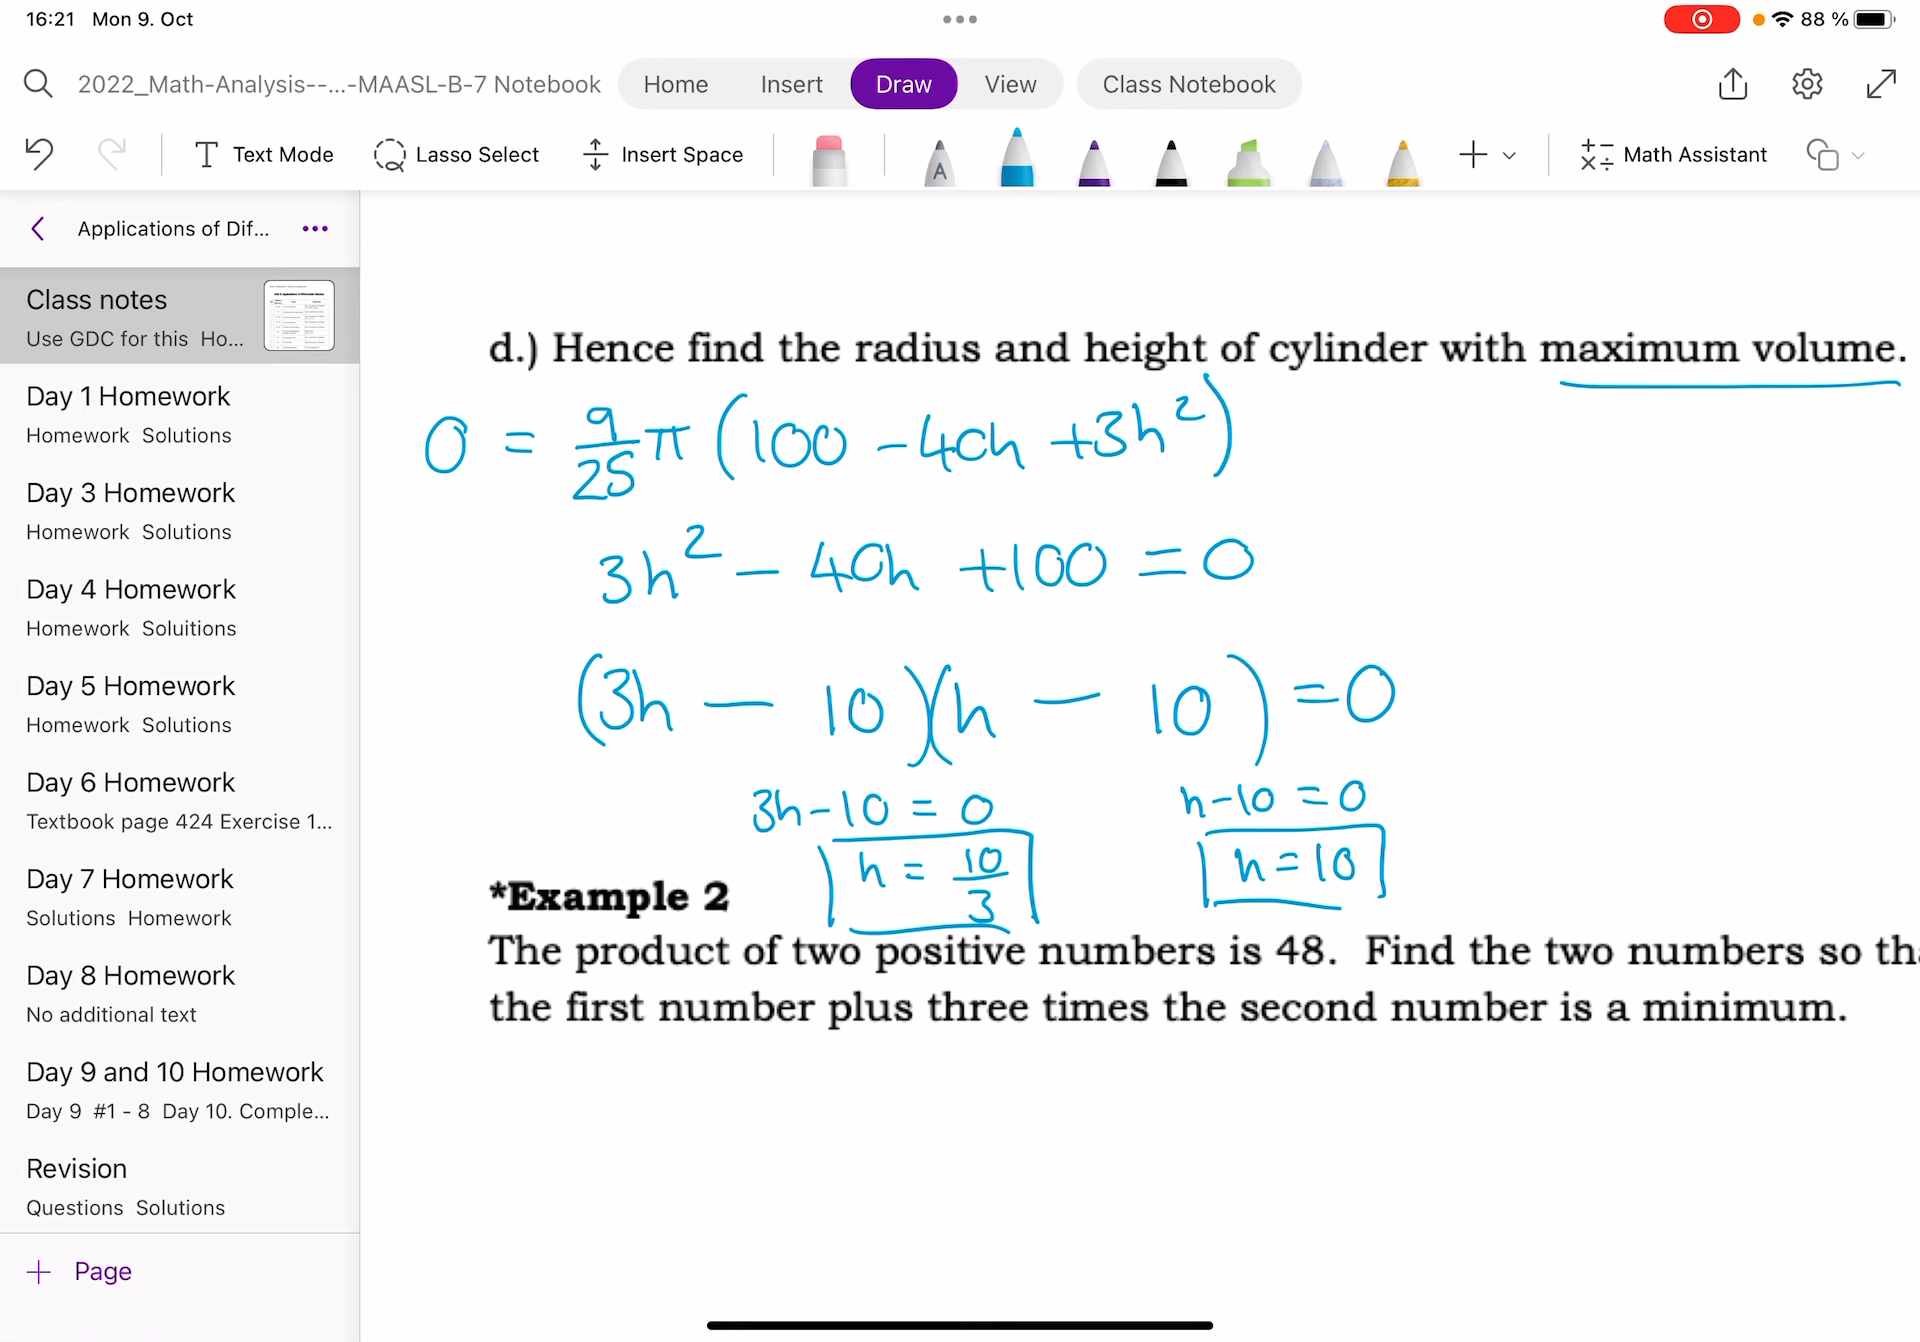 16:21 Mon 9. Oct
88 %
2022_Math-Analysis--...-MAASL-B-7 Notebook
Home Insert Draw View Class Notebook
Text Mode Lasso Select Insert Space A Math Assistant
Applications of Dif...
Class notes
Use GDC for this Ho...
Day 1 Homework
Homework Solutions
Day 3 Homework
Homework Solutions
Day 4 Homework
Homework Soluitions
Day 5 Homework
Homework Solutions
Day 6 Homework
Textbook page 424 Exercise 1...
Day 7 Homework
Solutions Homework
Day 8 Homework
No additional text
Day 9 and 10 Homework
Day 9 #1 - 8 Day 10. Comple...
Revision
Questions Solutions
+ Page
d.) Hence find the radius and height of cylinder with maximum volume.
0 = 9/25 π (100 - 40h + 3h²)
3h² - 40h + 100 = 0
(3h - 10)(h - 10) = 0
3h - 10 = 0
h = 10/3
h - 10 = 0
h = 10
*Example 2
The product of two positive numbers is 48. Find the two numbers so tha
the first number plus three times the second number is a minimum.